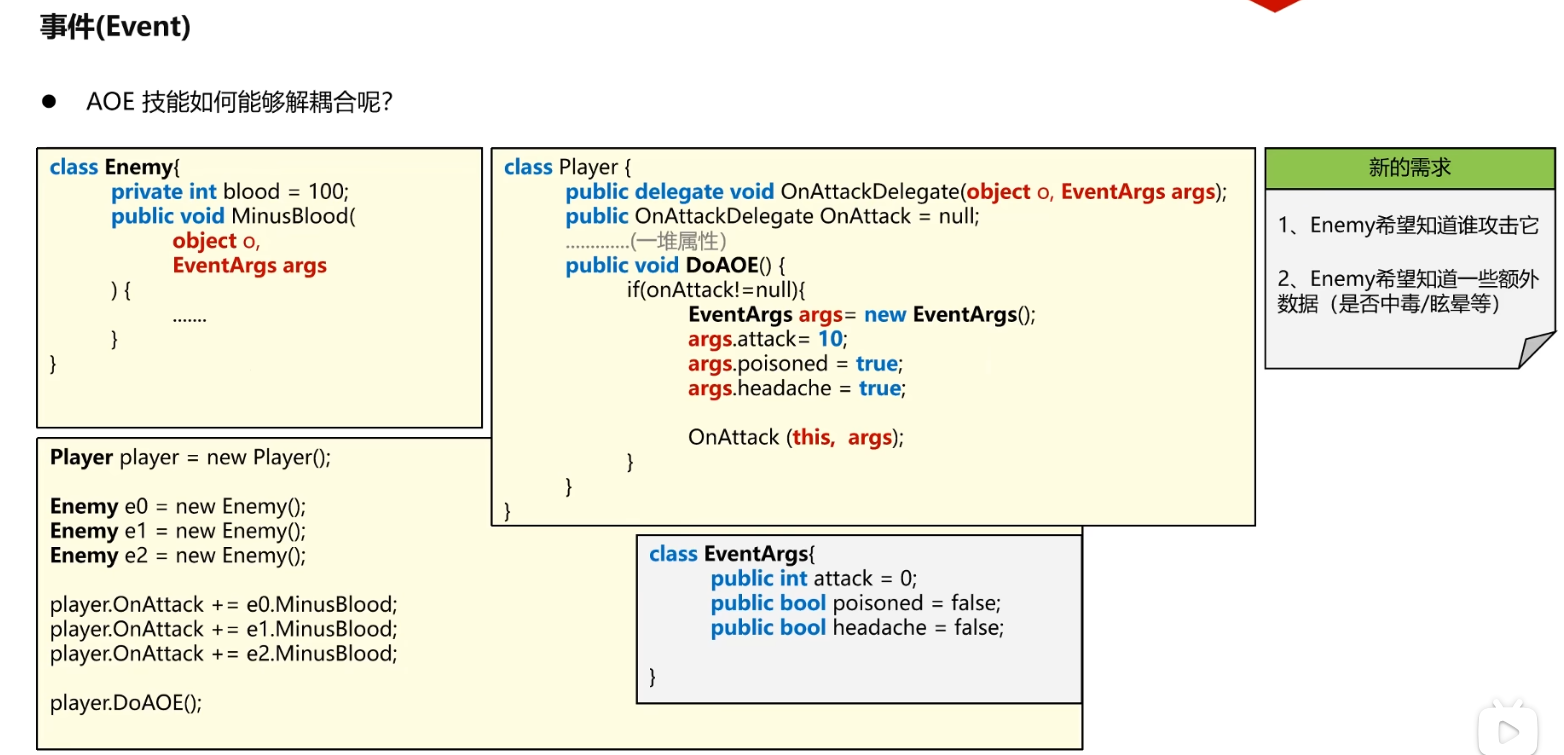 事件(Event)
● AOE 技能如何能够解耦合呢？
class Enemy{
private int blood = 100;
public void MinusBlood(
object o,
EventArgs args
) {
.......
}
}
class Player {
public delegate void OnAttackDelegate(object o, EventArgs args);
public OnAttackDelegate OnAttack = null;
.............(一堆属性)
public void DoAOE() {
if(onAttack!=null){
EventArgs args= new EventArgs();
args.attack= 10;
args.poisoned = true;
args.headache = true;
OnAttack (this, args);
}
}
}
新的需求
1、Enemy希望知道谁攻击它
2、Enemy希望知道一些额外
数据（是否中毒/眩晕等）
Player player = new Player();
Enemy e0 = new Enemy();
Enemy e1 = new Enemy();
Enemy e2 = new Enemy();
player.OnAttack += e0.MinusBlood;
player.OnAttack += e1.MinusBlood;
player.OnAttack += e2.MinusBlood;
player.DoAOE();
class EventArgs{
public int attack = 0;
public bool poisoned = false;
public bool headache = false;
}